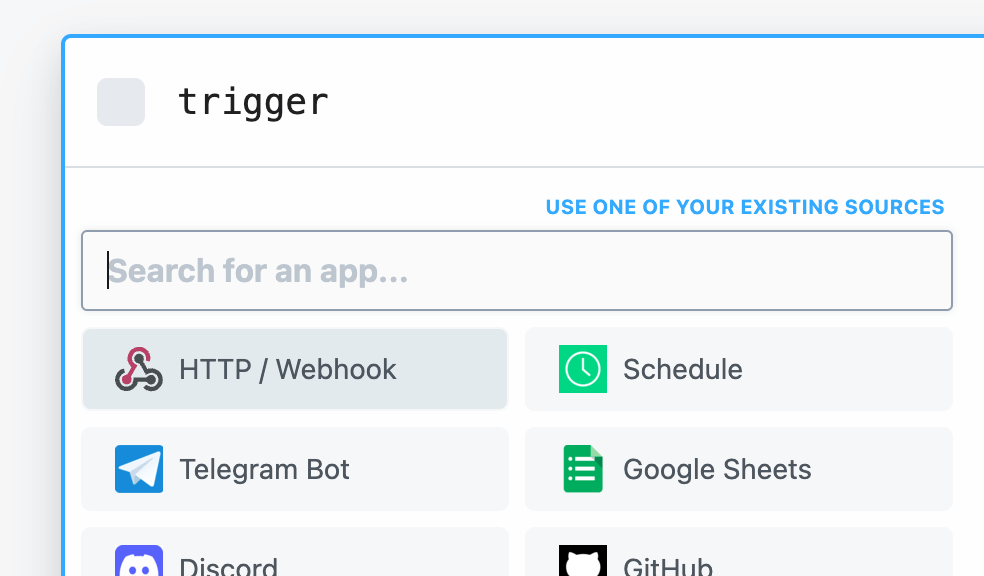 trigger
USE ONE OF YOUR EXISTING SOURCES
Search for an app...
HTTP / Webhook
Schedule
Telegram Bot
Google Sheets
Discord
GitHub